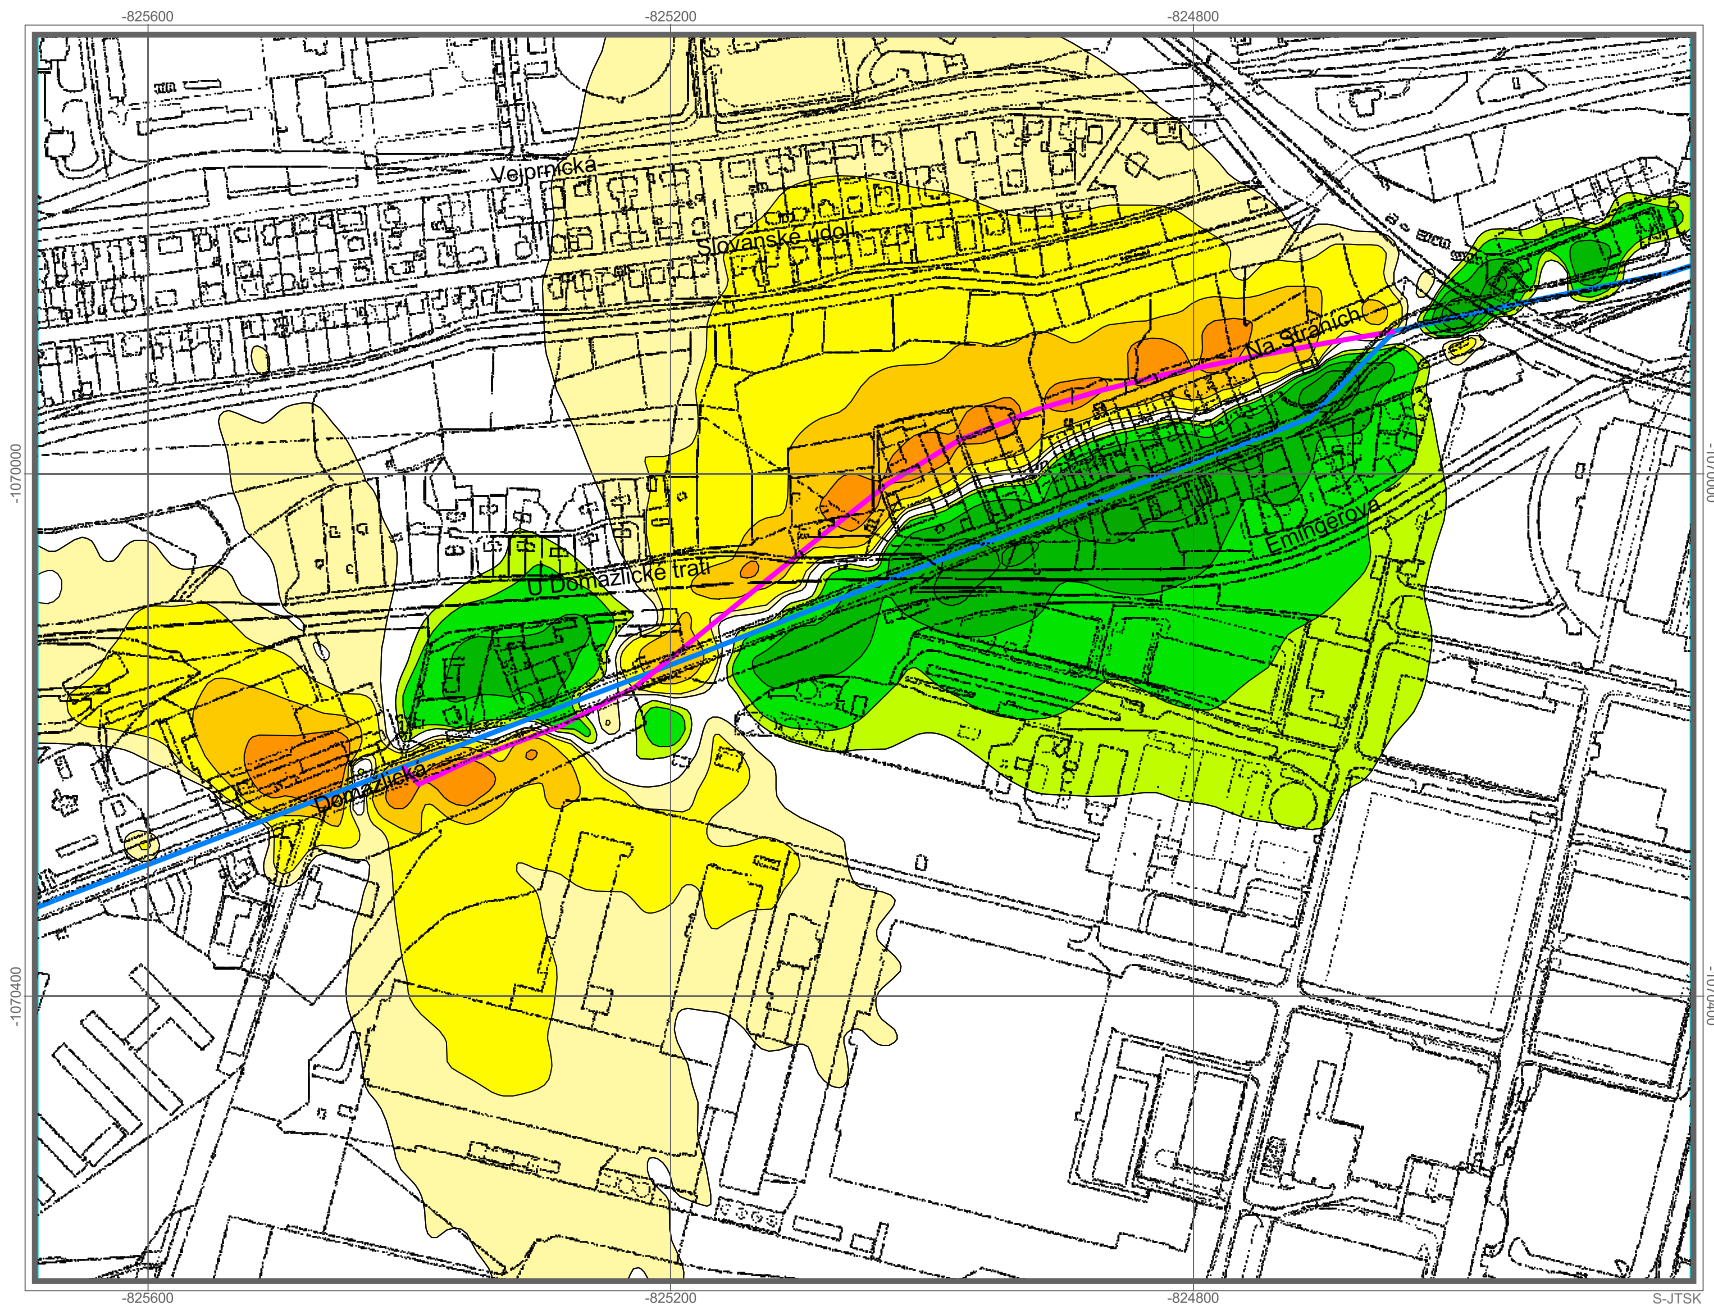 -825600
-825200
-824800
Vejprnická
Slovanské údolí
Na Stráních
-1070000
-1070000
Emingerova
U Domažlické trati
Domažlická
-1070400
-1070400
-825600
-825200
-824800
S-JTSK